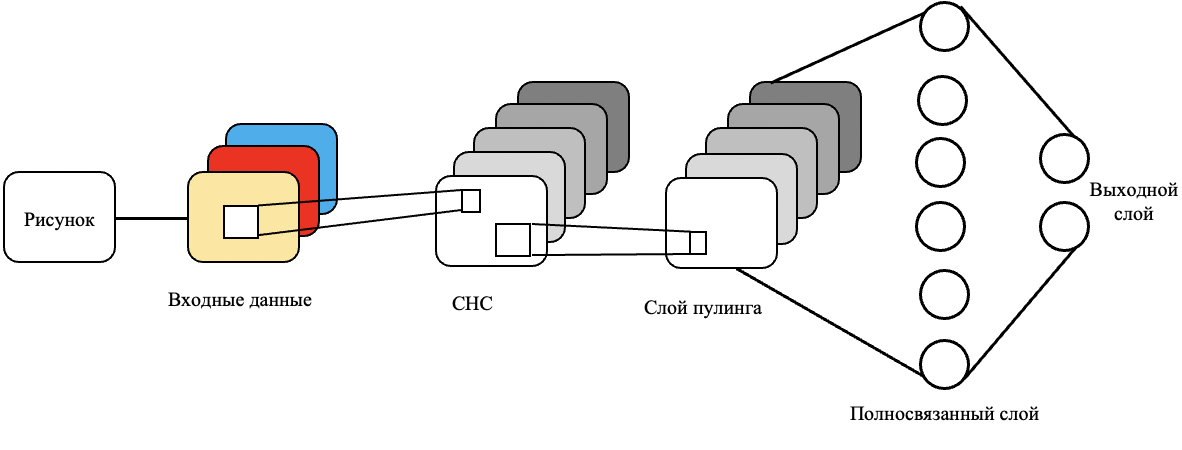 Рисунок
Входные данные
СНС
Слой пулинга
Полносвязанный слой
Выходной
слой